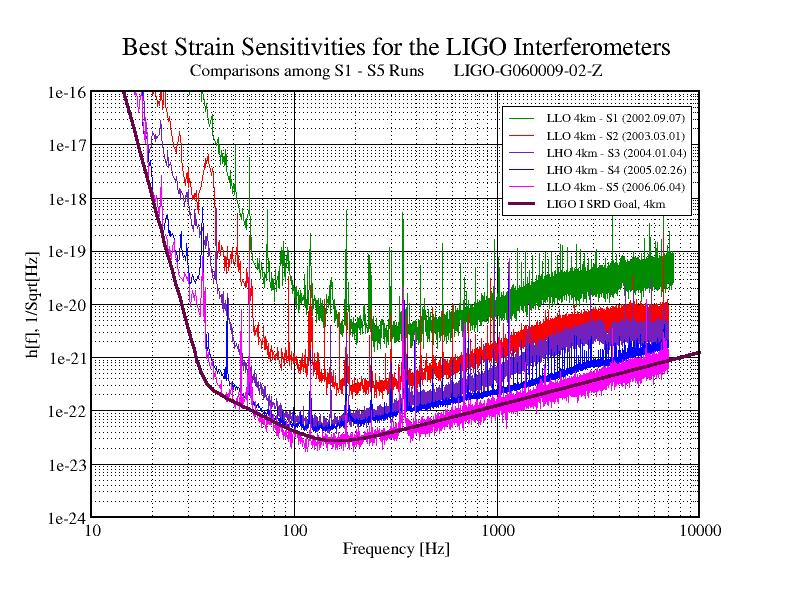 Best Strain Sensitivities for the LIGO Interferometers
Comparisons among S1 - S5 Runs LIGO-G060009-02-Z
1e-16
1e-17
1e-18
1e-19
1e-20
1e-21
1e-22
1e-23
1e-24
h[f], 1/Sqrt[Hz]
LLO 4km - S1 (2002.09.07)
LLO 4km - S2 (2003.03.01)
LHO 4km - S3 (2004.01.04)
LHO 4km - S4 (2005.02.26)
LLO 4km - S5 (2006.06.04)
LIGO I SRD Goal, 4km
10 100 1000 10000
Frequency [Hz]